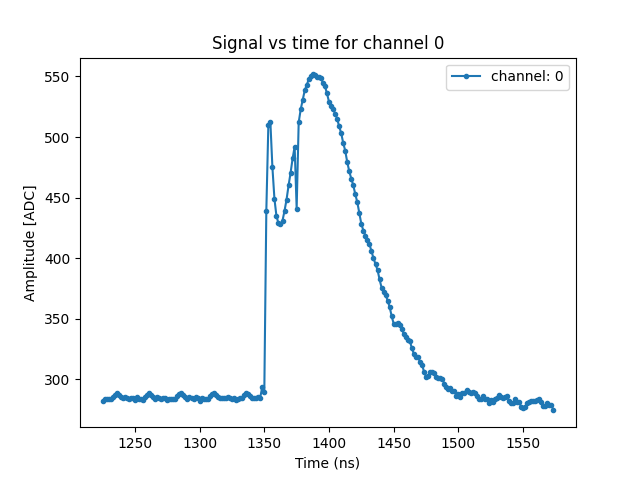 Signal vs time for channel 0
channel: 0
Amplitude [ADC]
550
500
450
400
350
300
1250 1300 1350 1400 1450 1500 1550
Time (ns)